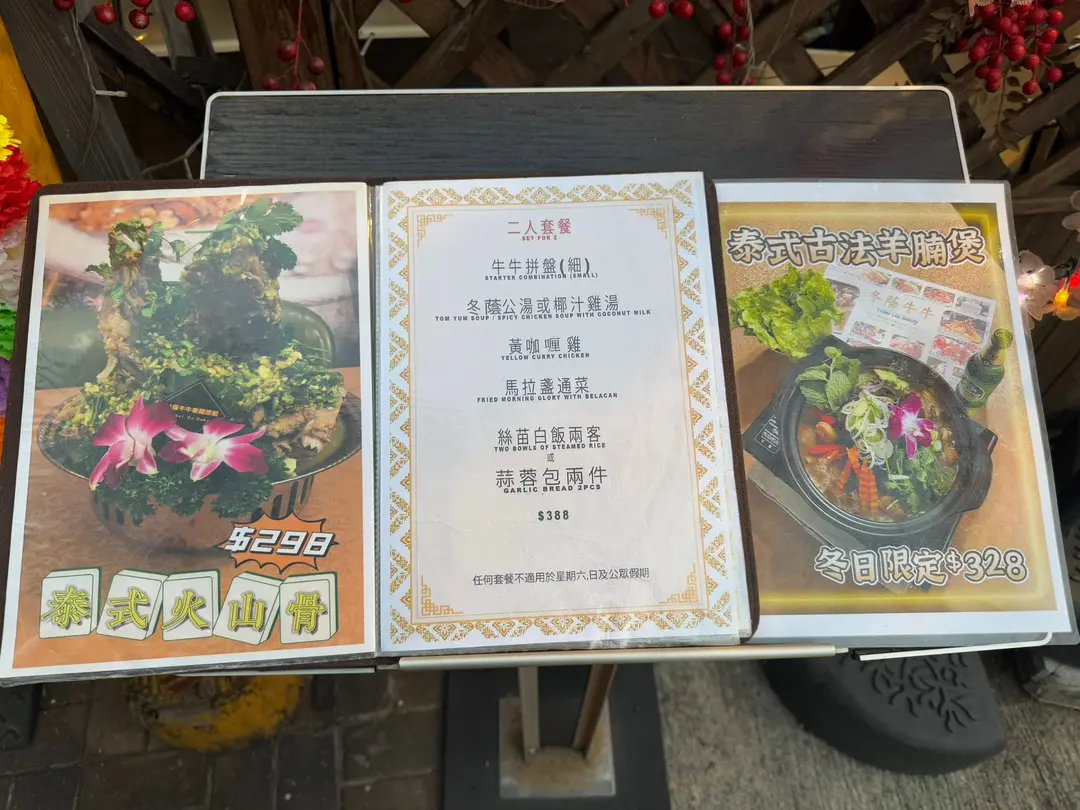 $298
泰式火山骨
二人套餐
SET FOR 2
牛牛拼盤(細)
STARTER COMBINATION (SMALL)
冬蔭公湯或椰汁雞湯
TOM YUM SOUP / SPICY CHICKEN SOUP WITH COCONUT MILK
黃咖喱雞
YELLOW CURRY CHICKEN
馬拉盞通菜
FRIED MORNING GLORY WITH BELACAN
絲苗白飯兩客
TWO BOWLS OF STEAMED RICE
或
蒜蓉包兩件
GARLIC BREAD 2PCS
$388
任何套餐不適用於星期六,日及公眾假期
泰式古法羊腩煲
冬蔭牛牛
冬日限定$328